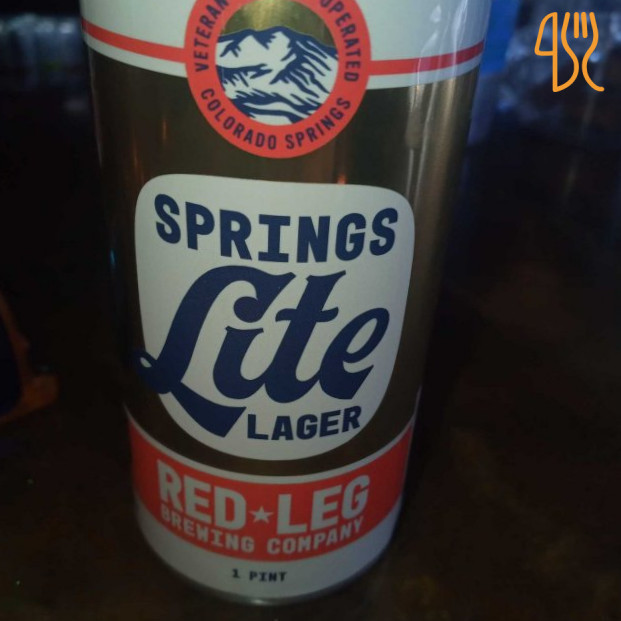 VETERAN OPERATED
COLORADO SPRINGS
SPRINGS
Lite
LAGER
RED★LEG
BREWING COMPANY
1 PINT